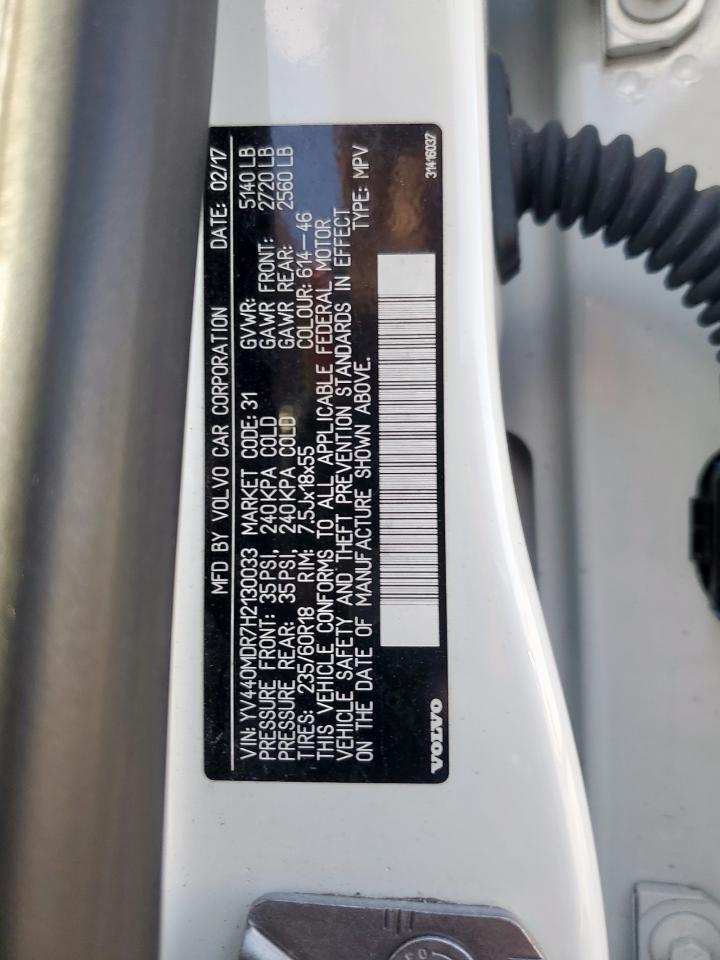 MFD BY VOLVO CAR CORPORATION DATE: 02/17
VIN: YV440MDR7H2130033 MARKET CODE: 31 GVWR: 5140 LB
PRESSURE FRONT: 35PSI, 240KPA COLD GAWR FRONT: 2720 LB
PRESSURE REAR: 35PSI, 240KPA COLD GAWR REAR: 2560 LB
TIRES: 235/60R18 RIM: 7.5Jx18x55 COLOUR: 614-46
THIS VEHICLE CONFORMS TO ALL APPLICABLE FEDERAL MOTOR
VEHICLE SAFETY AND THEFT PREVENTION STANDARDS IN EFFECT
ON THE DATE OF MANUFACTURE SHOWN ABOVE. TYPE: MPV
VOLVO 31416037